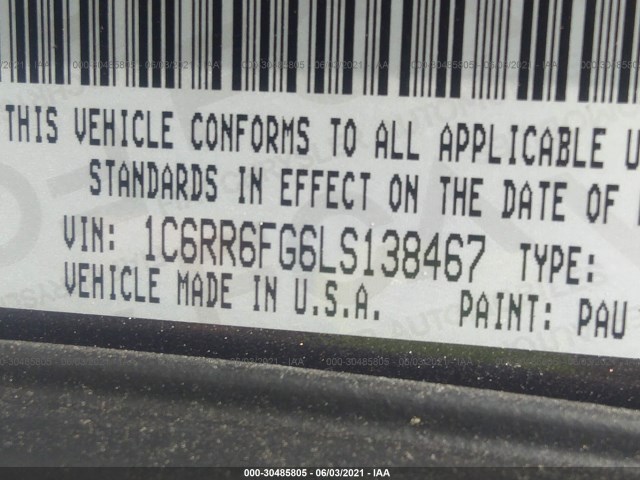 THIS VEHICLE CONFORMS TO ALL APPLICABLE U
STANDARDS IN EFFECT ON THE DATE OF
VIN: 1C6RR6FG6LS138467 TYPE:
VEHICLE MADE IN U.S.A. PAINT: PAU
000-30485805 - 06/03/2021 - IAA